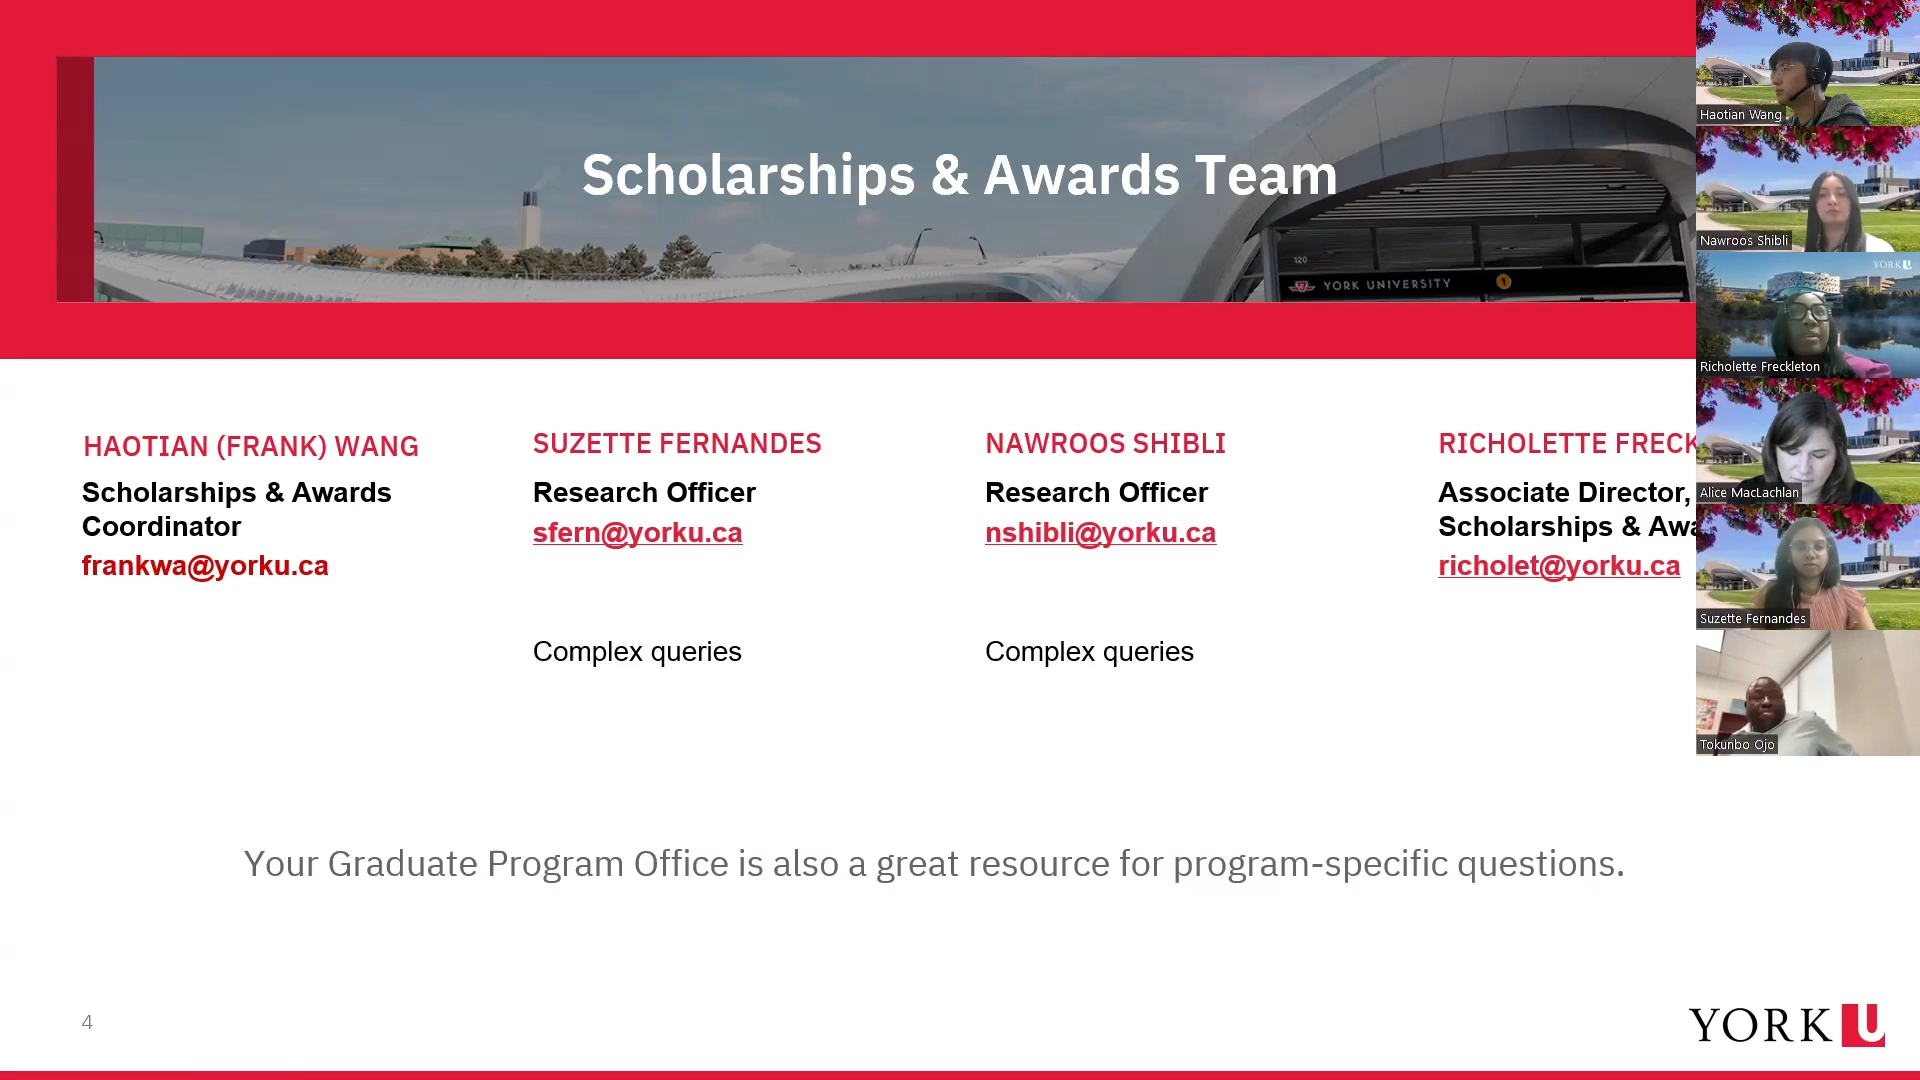 Scholarships & Awards Team
120
YORK UNIVERSITY
1
HAOTIAN (FRANK) WANG
Scholarships & Awards
Coordinator
frankwa@yorku.ca
SUZETTE FERNANDES
Research Officer
sfern@yorku.ca
Complex queries
NAWROOS SHIBLI
Research Officer
nshibli@yorku.ca
Complex queries
RICHOLETTE FRECK
Associate Director,
Scholarships & Awa
richolet@yorku.ca
Your Graduate Program Office is also a great resource for program-specific questions.
4
YORK U
Haotian Wang
Nawroos Shibli
YORK U
Richolette Freckleton
Alice MacLachlan
Suzette Fernandes
Tokunbo Ojo